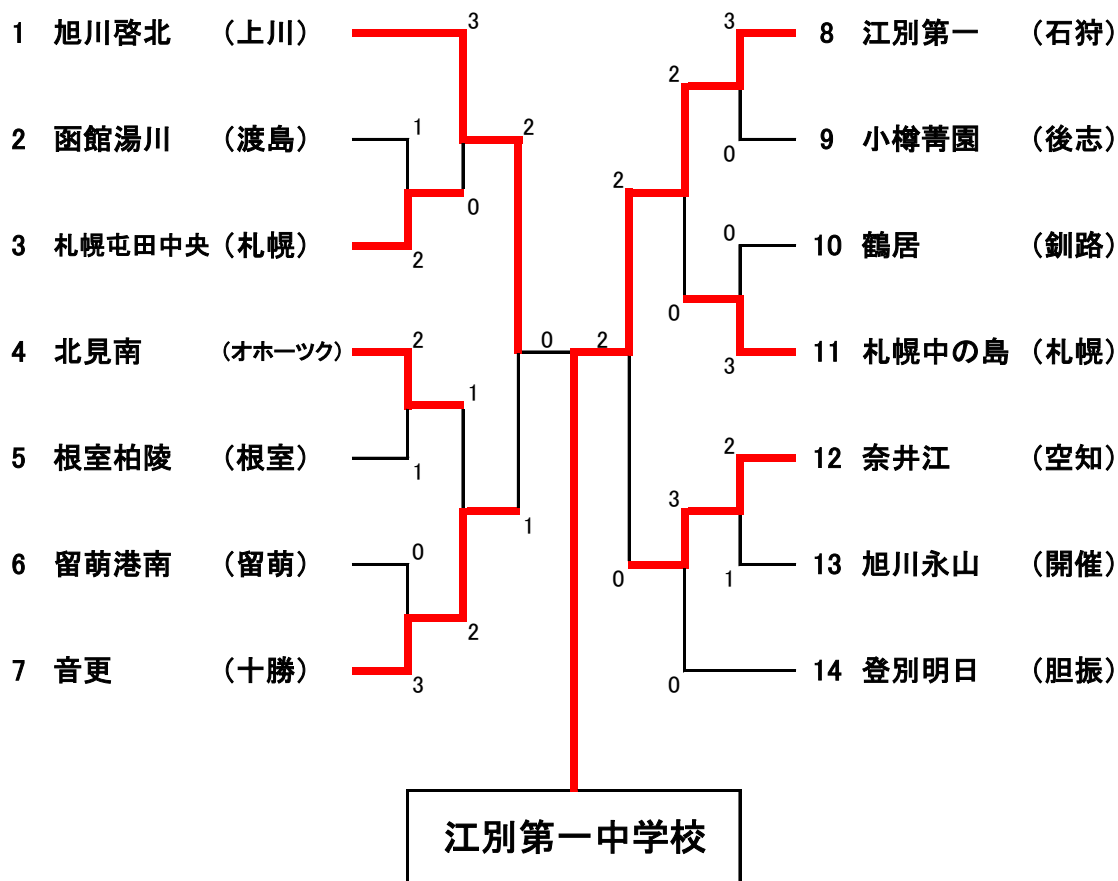 3
1 旭川啓北 (上川)
1
2 函館湯川 (渡島)
2
0
3 札幌屯田中央 (札幌)
2
4 北見南 (オホーツク)
2
1
5 根室柏陵 (根室)
1
1
6 留萌港南 (留萌)
0
2
7 音更 (十勝)
3
0 2
3
8 江別第一 (石狩)
2
9 小樽菁園 (後志)
0
2
10 鶴居 (釧路)
0
0
11 札幌中の島 (札幌)
3
12 奈井江 (空知)
2
3
13 旭川永山 (開催)
1
0
14 登別明日 (胆振)
0
江別第一中学校